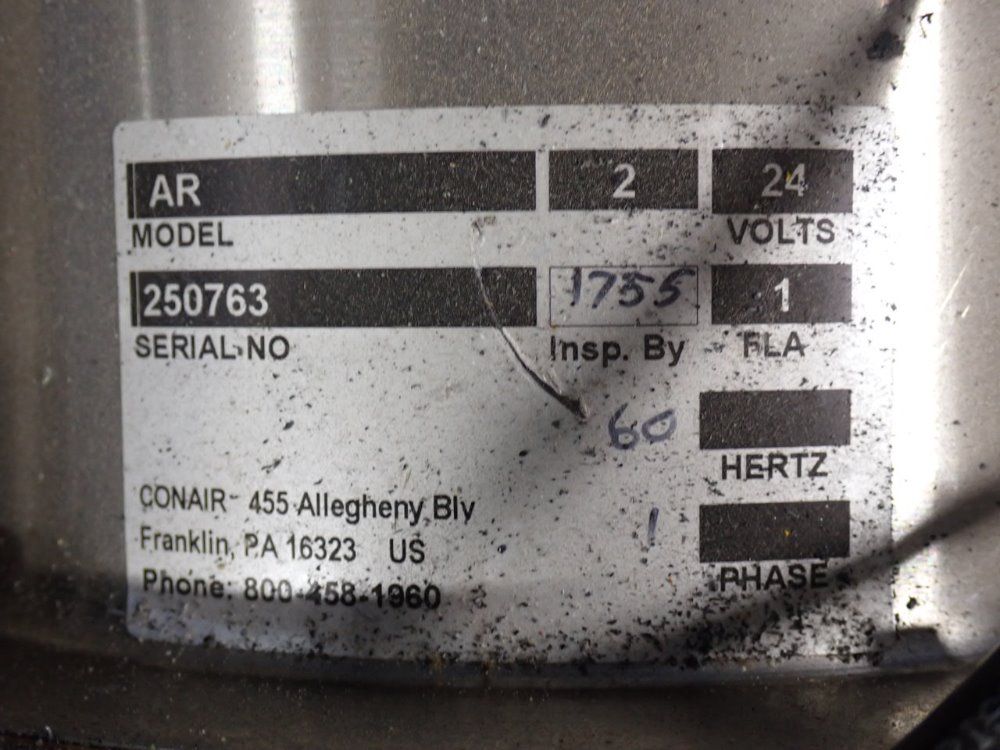 AR 2 24
MODEL VOLTS
250763 1755 1
SERIAL NO Insp. By FLA
60
HERTZ
CONAIR 455 Allegheny Blv
Franklin, PA 16323 US
1
Phone: 800-458-1960 PHASE